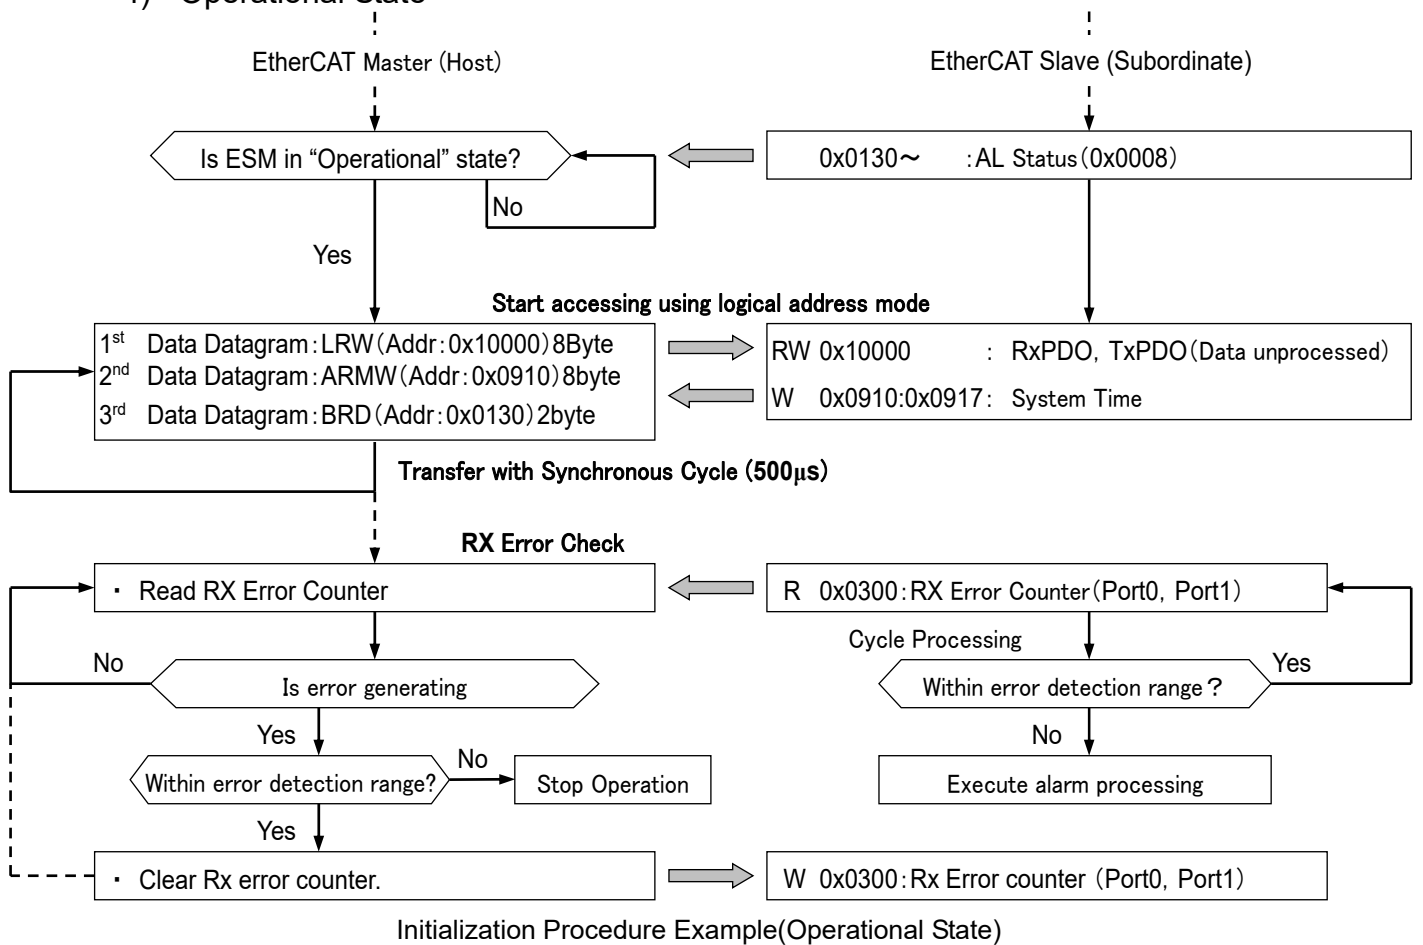 Operational State
EtherCAT Master (Host)
EtherCAT Slave (Subordinate)
Is ESM in “Operational” state?
0x0130～ :AL Status(0x0008)
No
Yes
Start accessing using logical address mode
1st Data Datagram:LRW(Addr:0x10000)8Byte
2nd Data Datagram:ARMW(Addr:0x0910)8byte
3rd Data Datagram:BRD(Addr:0x0130)2byte
RW 0x10000 : RxPDO, TxPDO(Data unprocessed)
W 0x0910:0x0917: System Time
Transfer with Synchronous Cycle (500μs)
RX Error Check
・ Read RX Error Counter
R 0x0300:RX Error Counter(Port0, Port1)
Cycle Processing
No
Is error generating
Within error detection range?
Yes
Yes
No
Within error detection range?
No
Stop Operation
Execute alarm processing
Yes
・ Clear Rx error counter.
W 0x0300:Rx Error counter (Port0, Port1)
Initialization Procedure Example(Operational State)